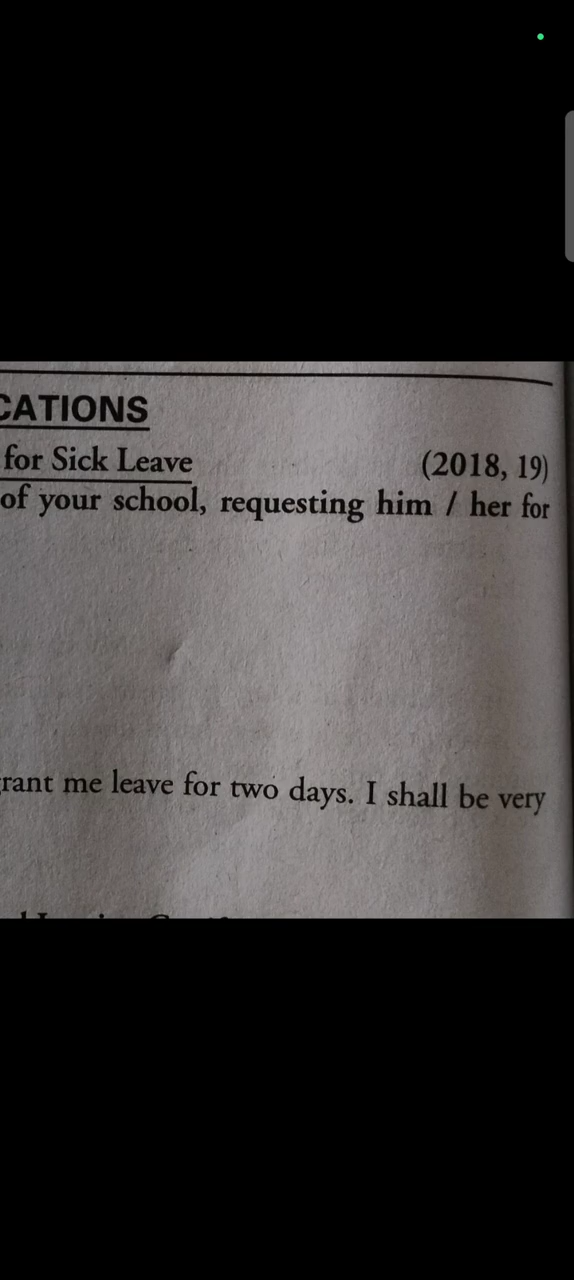 CATIONS
for Sick Leave (2018, 19)
of your school, requesting him / her for
rant me leave for two days. I shall be very